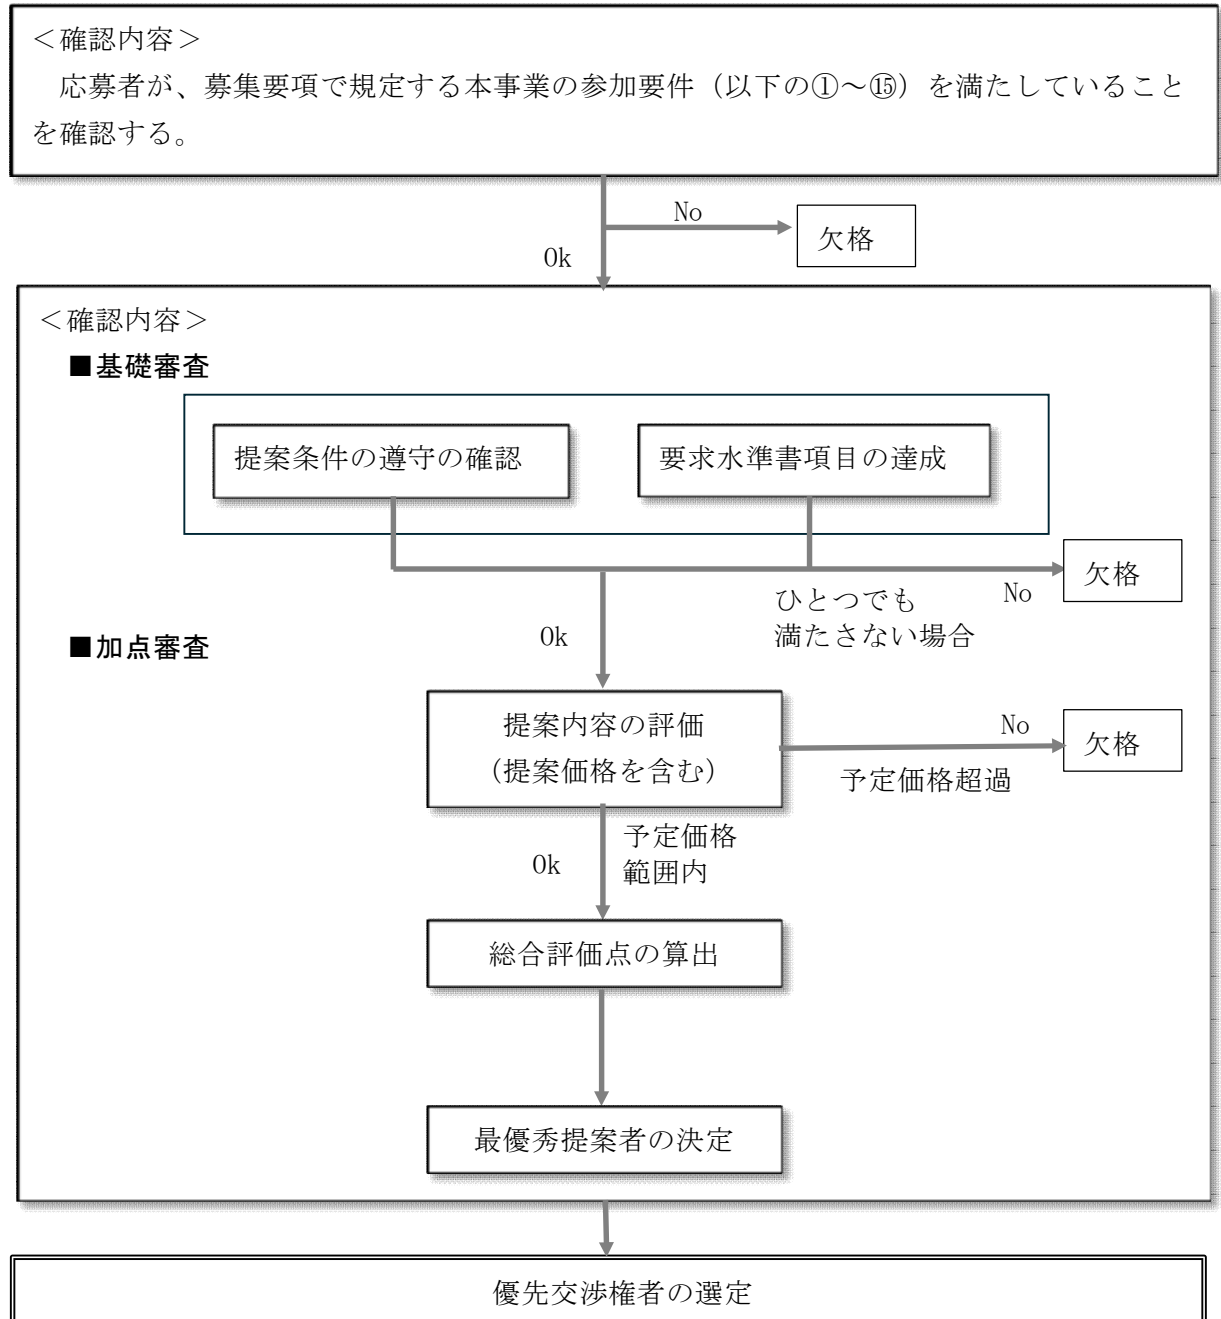 ＜確認内容＞
応募者が、募集要項で規定する本事業の参加要件（以下の①～⑮）を満たしていること
を確認する。
No
欠格
Ok
＜確認内容＞
■基礎審査
提案条件の遵守の確認
要求水準書項目の達成
欠格
No
ひとつでも
満たさない場合
Ok
■加点審査
提案内容の評価
（提案価格を含む）
No
欠格
予定価格超過
予定価格
範囲内
Ok
総合評価点の算出
最優秀提案者の決定
優先交渉権者の選定